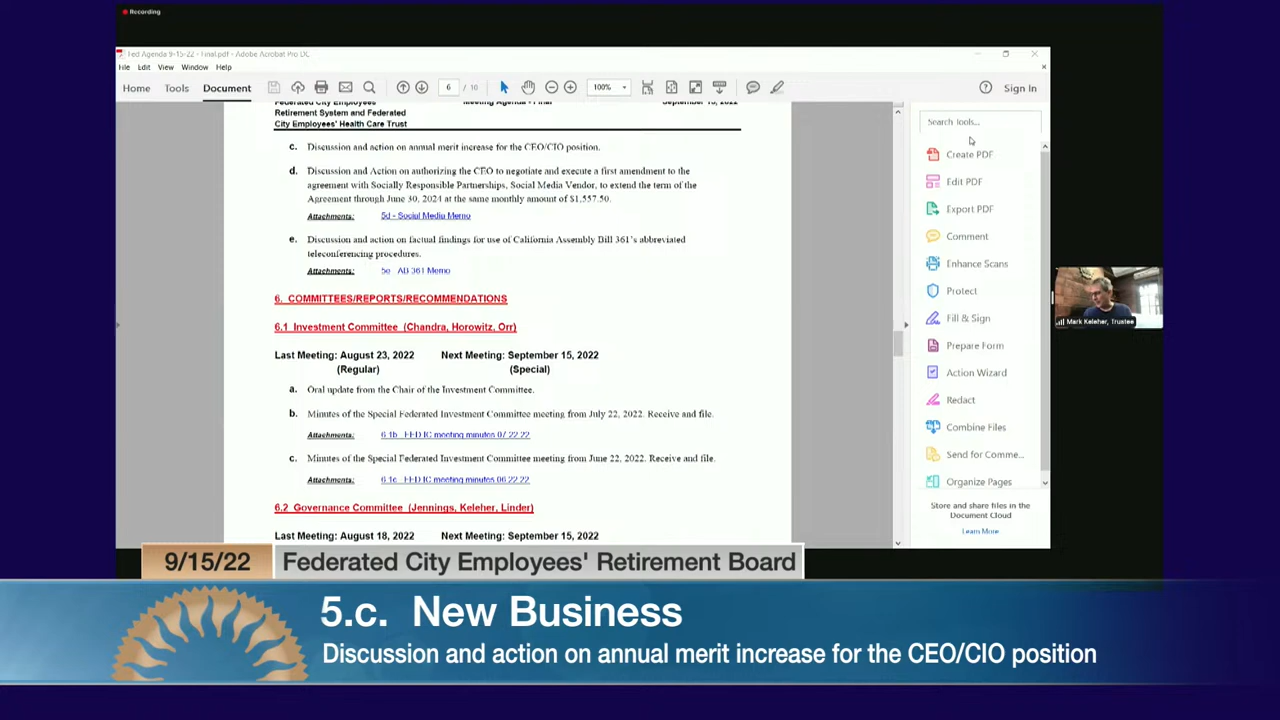 Recording
Fed Agenda 9-15-22 - Final.pdf - Adobe Acrobat Pro DC
File Edit View Window Help
Home Tools Document 6 / 10 100% Sign In
Federated City Employees' Meeting Agenda - Final September 15, 2022
Retirement System and Federated
City Employees' Health Care Trust
c. Discussion and action on annual merit increase for the CEO/CIO position.
d. Discussion and Action on authorizing the CEO to negotiate and execute a first amendment to the
agreement with Socially Responsible Partnerships, Social Media Vendor, to extend the term of the
Agreement through June 30, 2024 at the same monthly amount of $1,557.50.
Attachments: 5d - Social Media Memo
e. Discussion and action on factual findings for use of California Assembly Bill 361's abbreviated
teleconferencing procedures.
Attachments: 5e AB 361 Memo
6. COMMITTEES/REPORTS/RECOMMENDATIONS
6.1 Investment Committee (Chandra, Horowitz, Orr)
Last Meeting: August 23, 2022 Next Meeting: September 15, 2022
(Regular) (Special)
a. Oral update from the Chair of the Investment Committee.
b. Minutes of the Special Federated Investment Committee meeting from July 22, 2022. Receive and file.
Attachments: 6.1b FED IC meeting minutes 07.22.22
c. Minutes of the Special Federated Investment Committee meeting from June 22, 2022. Receive and file.
Attachments: 6.1c FED IC meeting minutes 06.22.22
6.2 Governance Committee (Jennings, Keleher, Linder)
Last Meeting: August 18, 2022 Next Meeting: September 15, 2022
Search Tools...
Create PDF
Edit PDF
Export PDF
Comment
Enhance Scans
Protect
Fill & Sign
Prepare Form
Action Wizard
Redact
Combine Files
Send for Comme...
Organize Pages
Store and share files in the
Document Cloud
Learn More
Mark Keleher, Trustee
9/15/22 Federated City Employees' Retirement Board
5.c. New Business
Discussion and action on annual merit increase for the CEO/CIO position